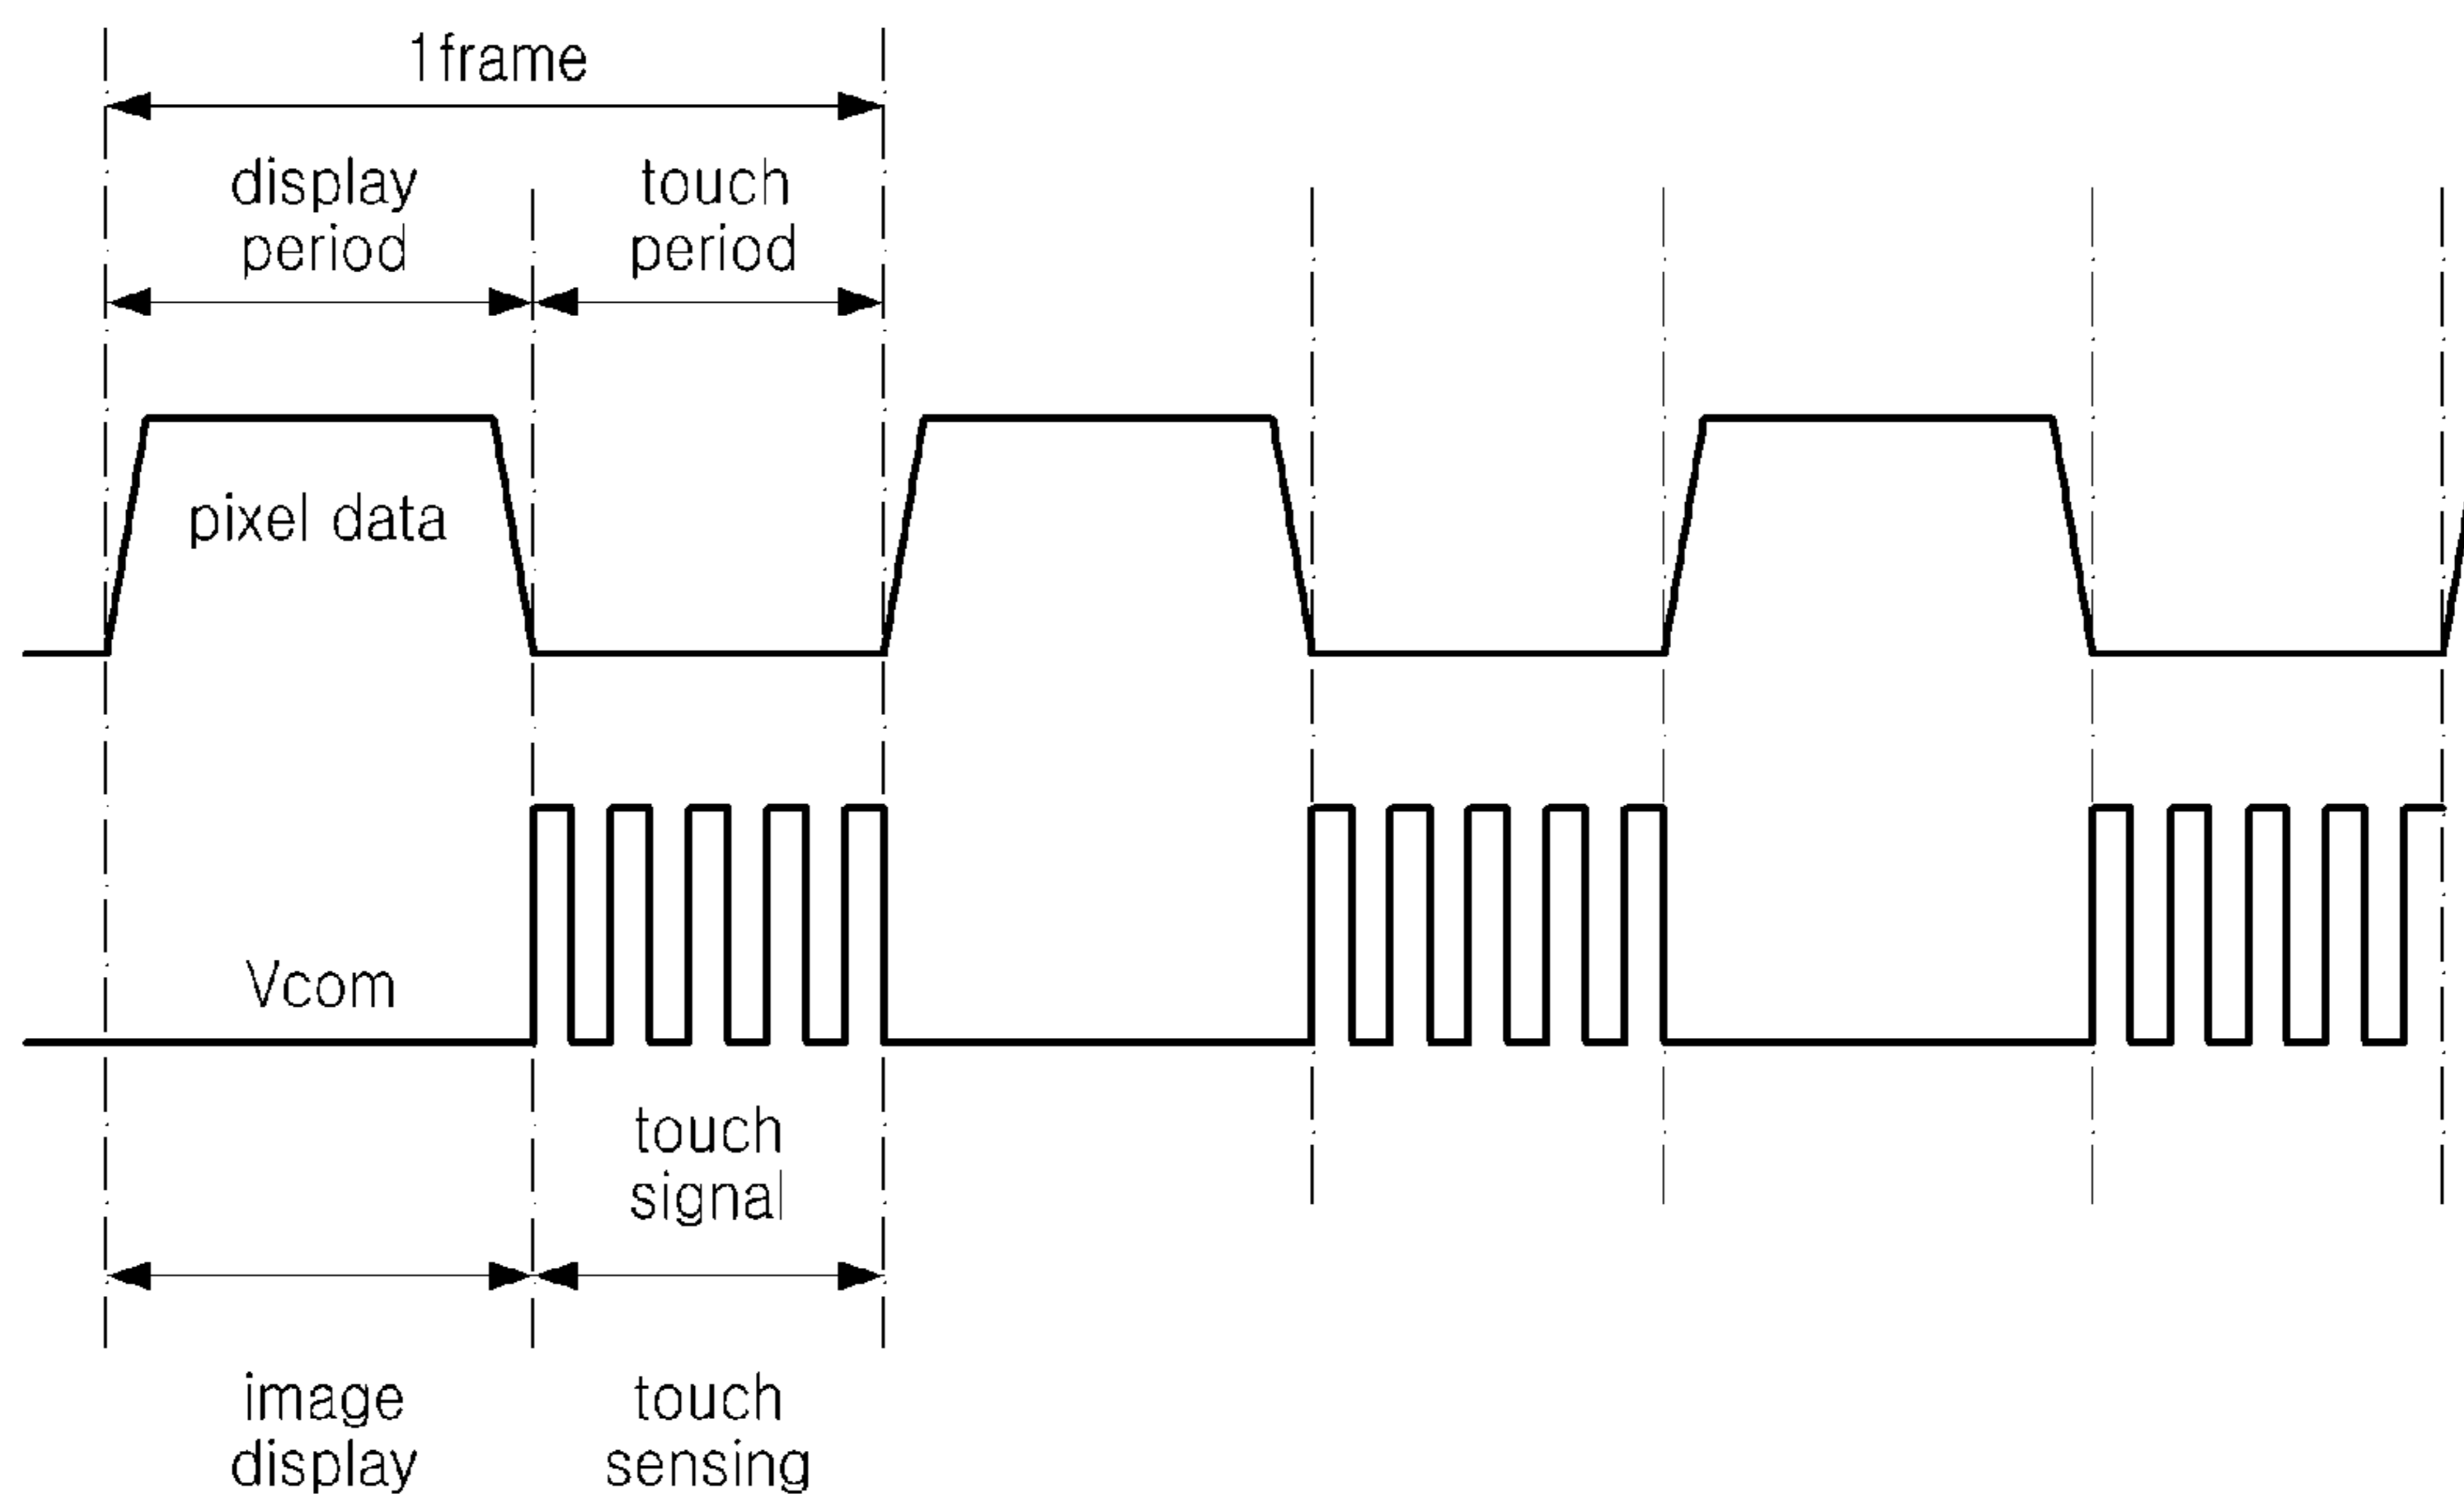 1frame
display
period
touch
period
pixel data
Vcom
touch
signal
image
display
touch
sensing